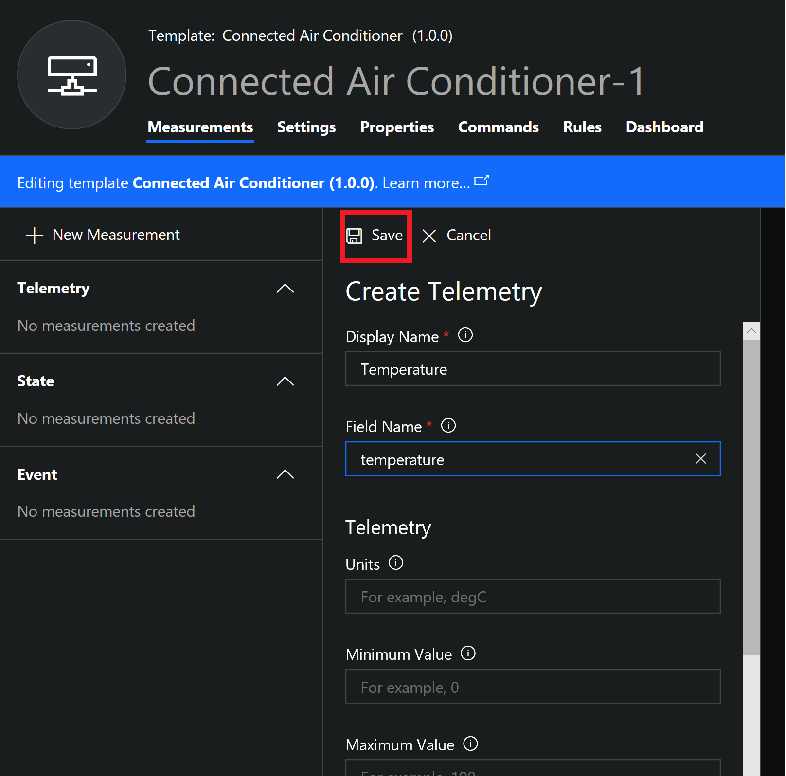 Template: Connected Air Conditioner (1.0.0)
Connected Air Conditioner-1
Measurements Settings Properties Commands Rules Dashboard
Editing template Connected Air Conditioner (1.0.0). Learn more...
New Measurement
Telemetry
No measurements created
State
No measurements created
Event
No measurements created
Save Cancel
Create Telemetry
Display Name *
Temperature
Field Name *
temperature
Telemetry
Units
For example, degC
Minimum Value
For example, 0
Maximum Value
For example, 100